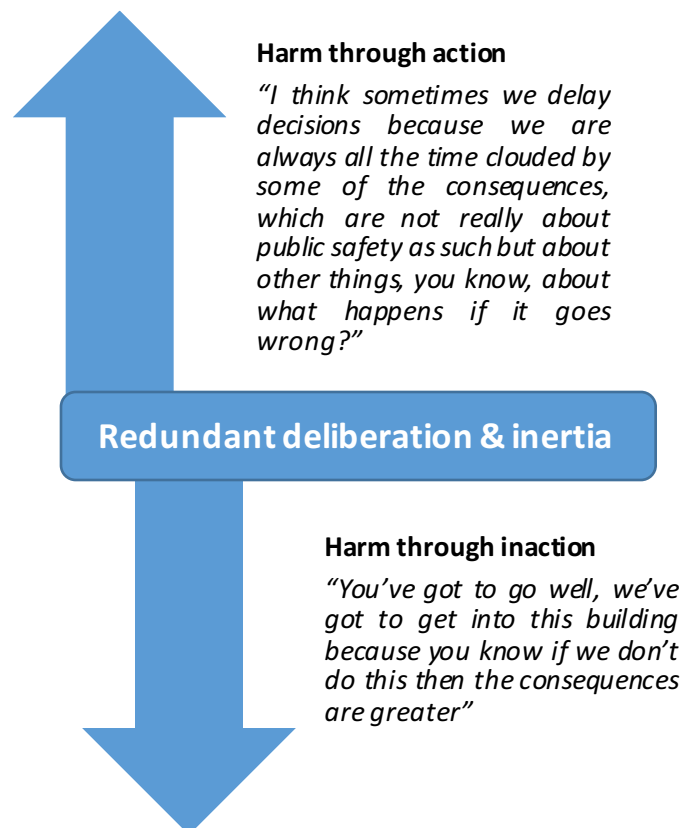 Harm through action
“I think sometimes we delay
decisions because we are
always all the time clouded by
some of the consequences,
which are not really about
public safety as such but about
other things, you know, about
what happens if it goes
wrong?”
Redundant deliberation & inertia
Harm through inaction
“You’ve got to go well, we’ve
got to get into this building
because you know if we don’t
do this then the consequences
are greater”